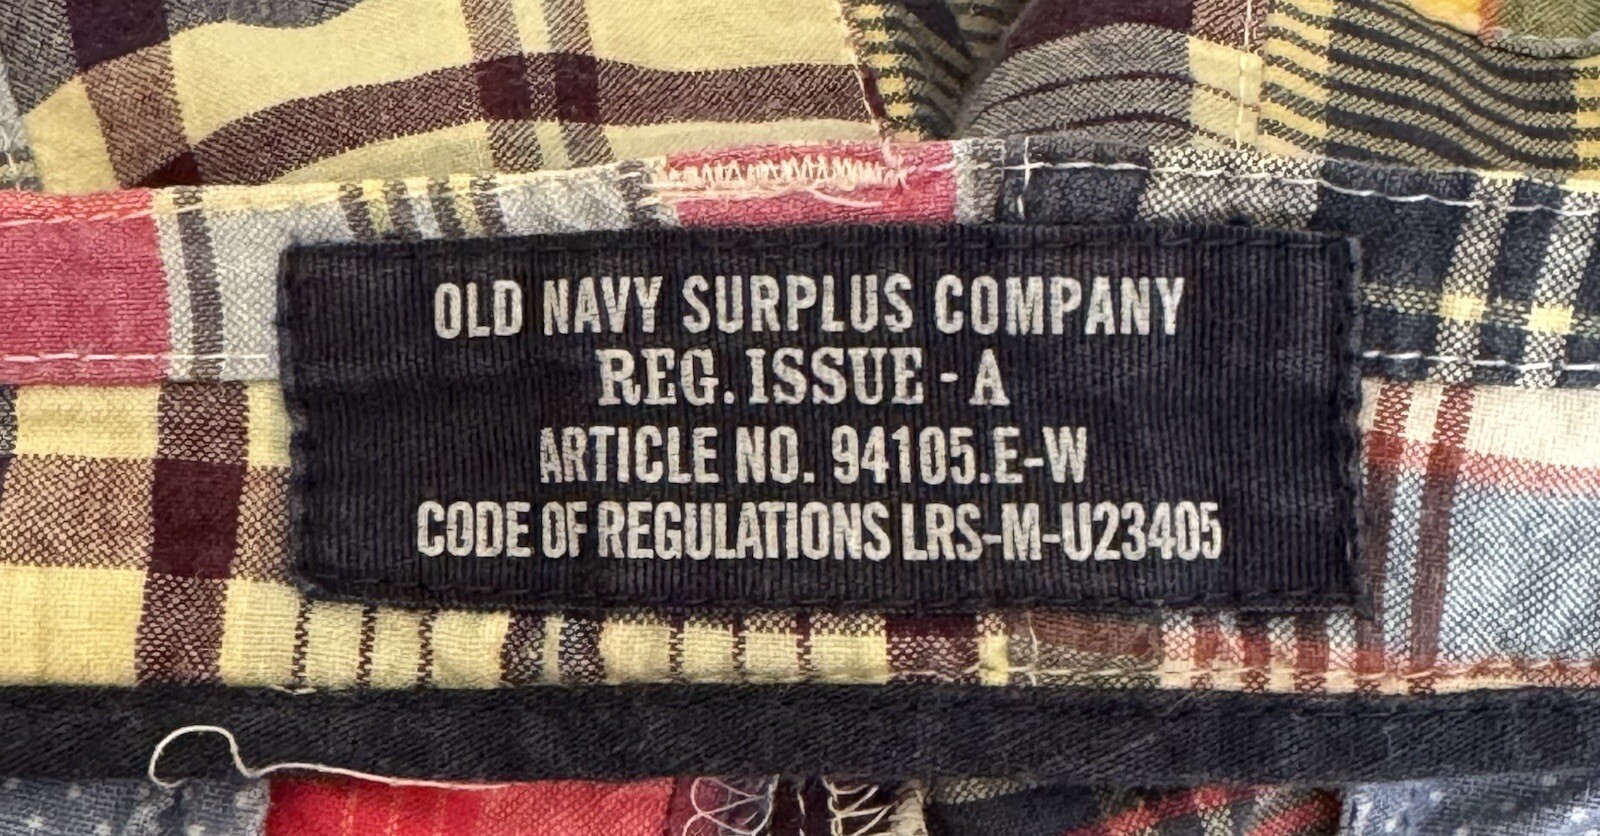 OLD NAVY SURPLUS COMPANY
REG. ISSUE - A
ARTICLE NO. 94105.E-W
CODE OF REGULATIONS LRS-M-U23405